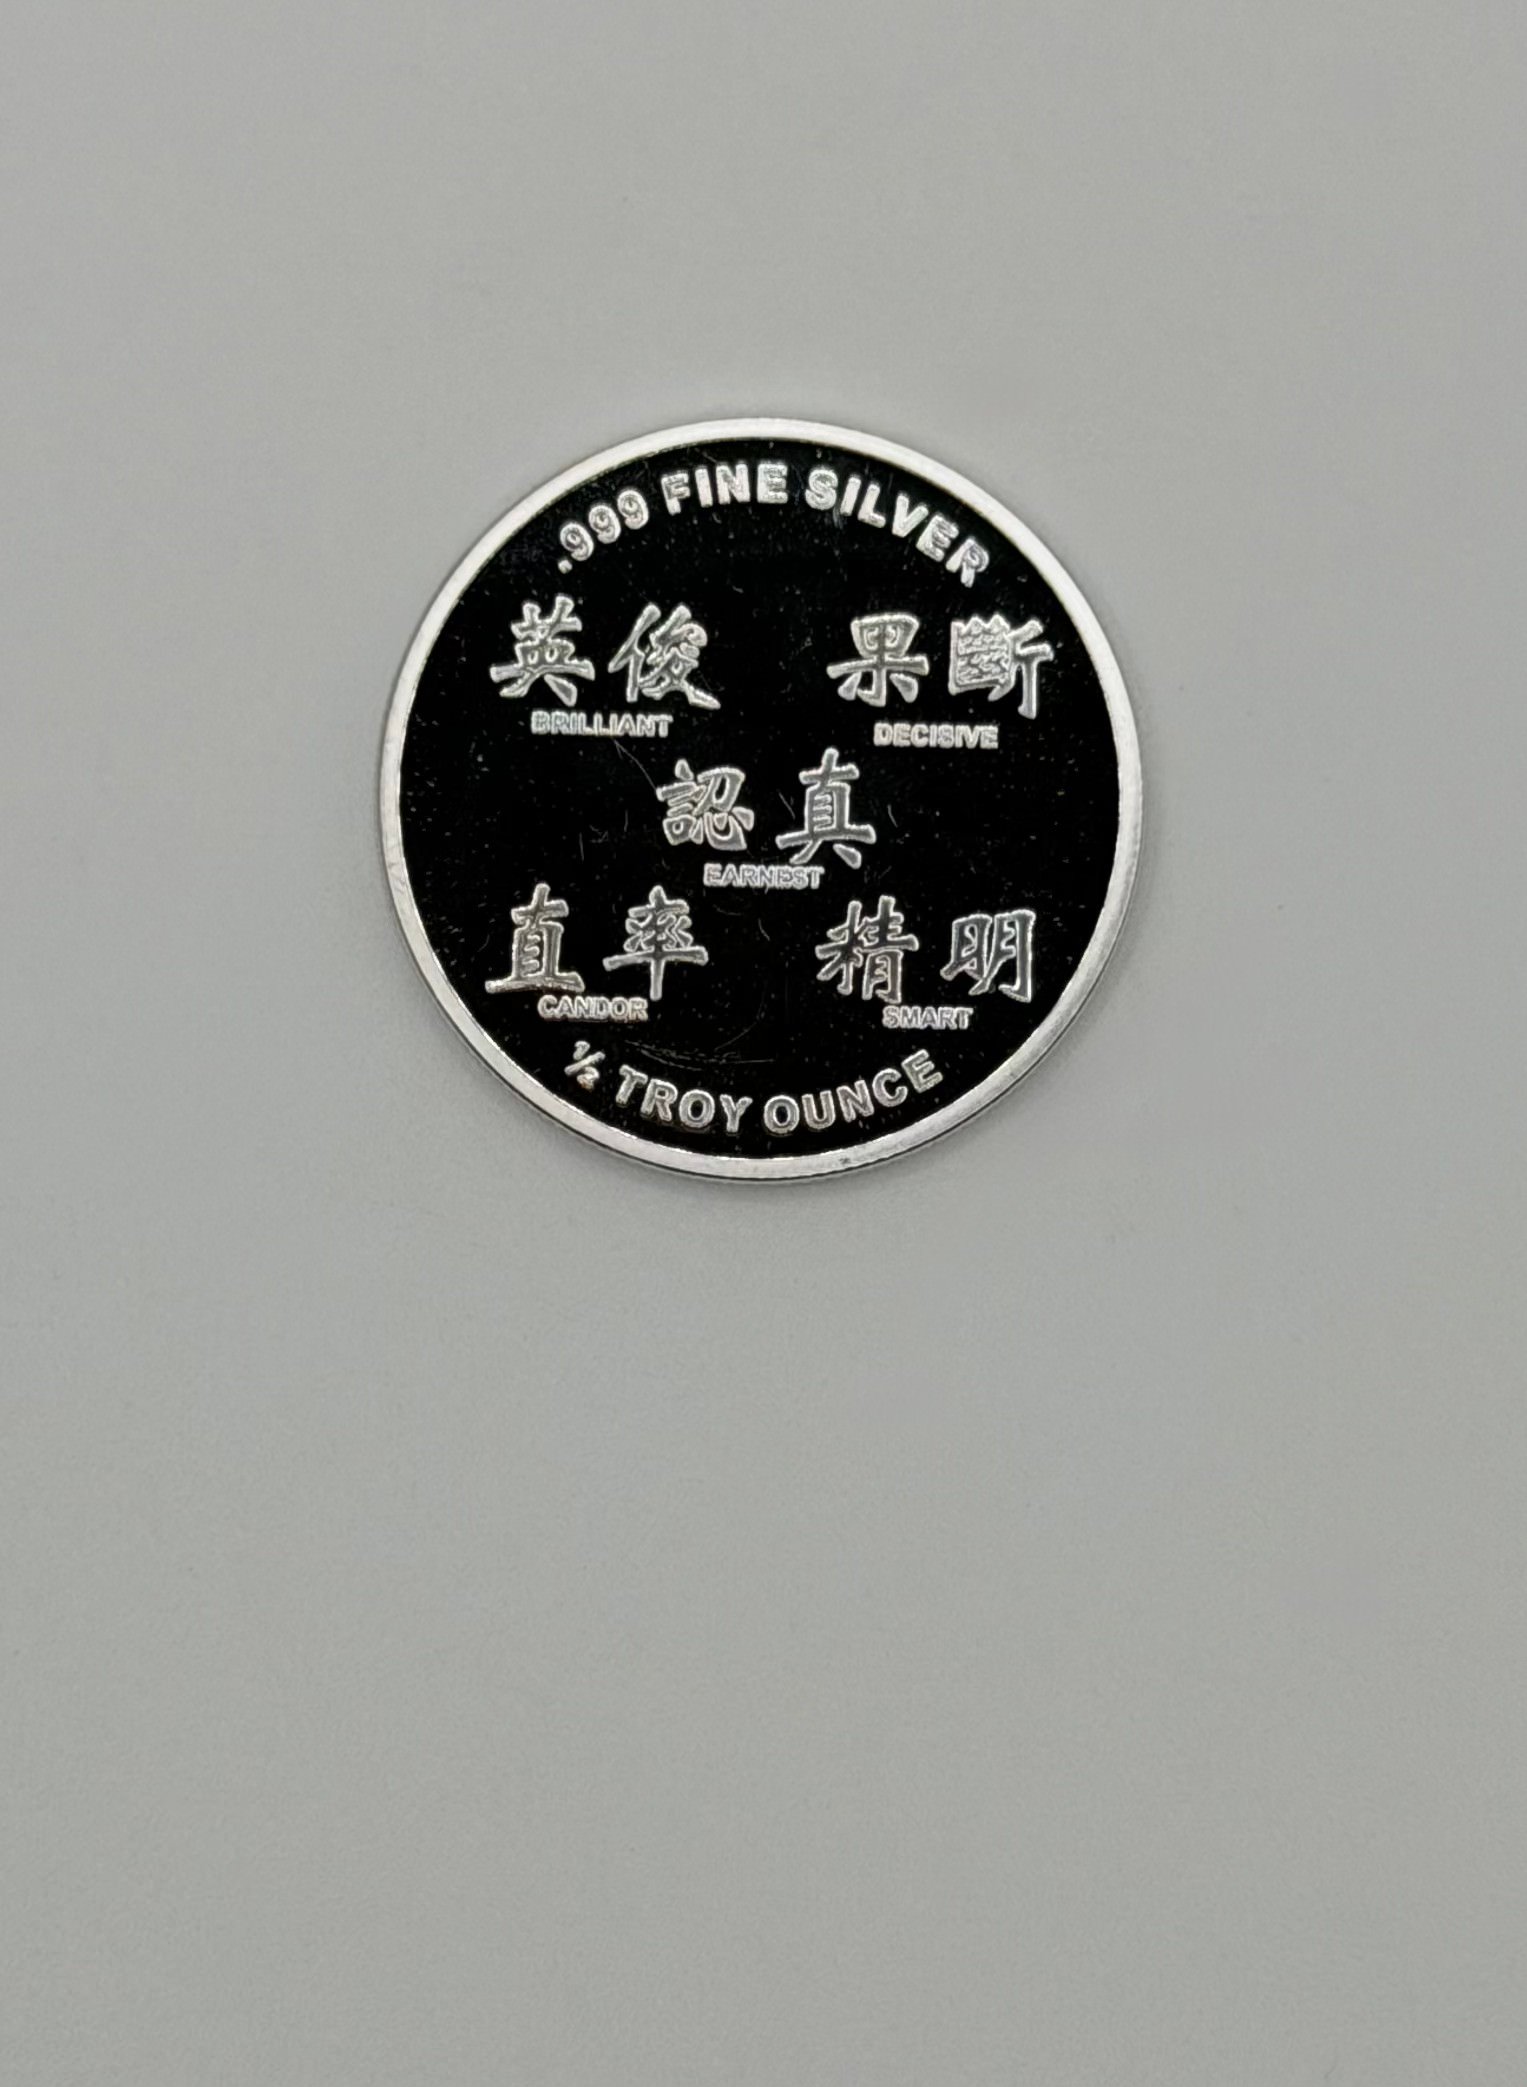 .999 FINE SILVER
英俊 果斷
BRILLIANT DECISIVE
認真
EARNEST
直率 精明
CANDOR SMART
½ TROY OUNCE